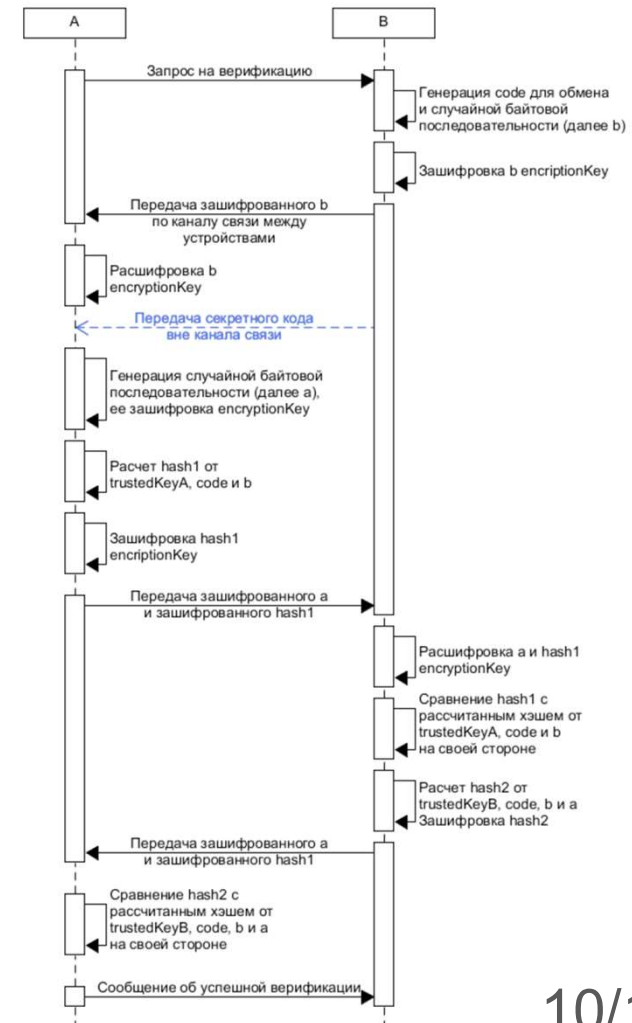 A
B
Запрос на верификацию
Генерация code для обмена
и случайной байтовой
последовательности (далее b)
Зашифровка b encriptionKey
Передача зашифрованного b
по каналу связи между
устройствами
Расшифровка b
encryptionKey
Передача секретного кода
вне канала связи
Генерация случайной байтовой
последовательности (далее a),
ее зашифровка encryptionKey
Расчет hash1 от
trustedKeyA, code и b
Зашифровка hash1
encriptionKey
Передача зашифрованного a
и зашифрованного hash1
Расшифровка a и hash1
encryptionKey
Сравнение hash1 с
рассчитанным хэшем от
trustedKeyA, code и b
на своей стороне
Расчет hash2 от
trustedKeyB, code, b и a
Зашифровка hash2
Передача зашифрованного a
и зашифрованного hash1
Сравнение hash2 с
рассчитанным хэшем от
trustedKeyB, code, b и a
на своей стороне
Сообщение об успешной верификации
10/1